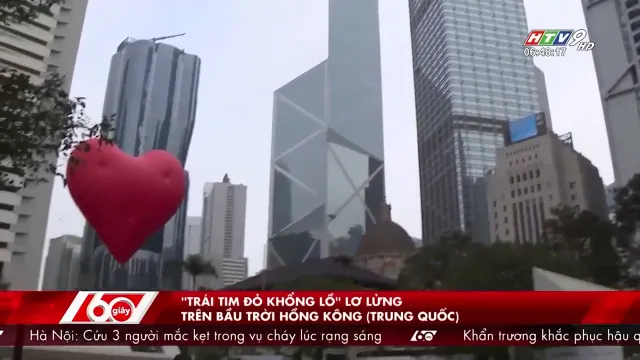 HTV9 HD
06:48:17
"TRÁI TIM ĐỎ KHỔNG LỒ" LƠ LỬNG
60 giây
TRÊN BẦU TRỜI HỒNG KÔNG (TRUNG QUỐC)
Hà Nội: Cứu 3 người mắc kẹt trong vụ cháy lúc rạng sáng
60
Khẩn trương khắc phục hậu q